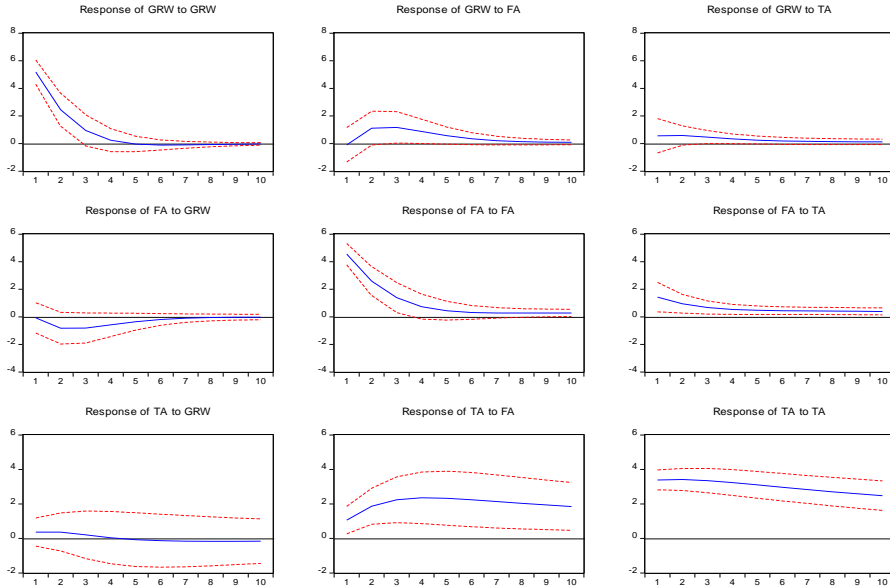 Response of GRW to GRW
8
6
4
2
0
-2
1 2 3 4 5 6 7 8 9 10
Response of GRW to FA
8
6
4
2
0
-2
1 2 3 4 5 6 7 8 9 10
Response of GRW to TA
8
6
4
2
0
-2
1 2 3 4 5 6 7 8 9 10
Response of FA to GRW
6
4
2
0
-2
-4
1 2 3 4 5 6 7 8 9 10
Response of FA to FA
6
4
2
0
-2
-4
1 2 3 4 5 6 7 8 9 10
Response of FA to TA
6
4
2
0
-2
-4
1 2 3 4 5 6 7 8 9 10
Response of TA to GRW
6
4
2
0
-2
1 2 3 4 5 6 7 8 9 10
Response of TA to FA
6
4
2
0
-2
1 2 3 4 5 6 7 8 9 10
Response of TA to TA
6
4
2
0
-2
1 2 3 4 5 6 7 8 9 10